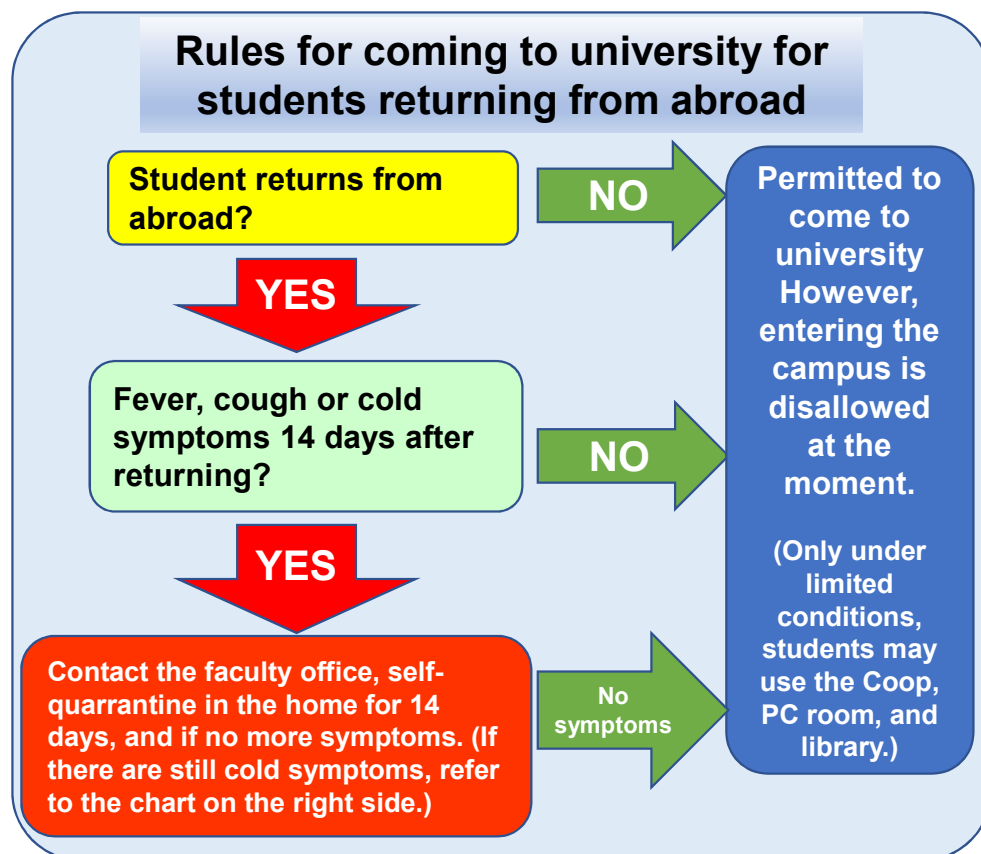 Rules for coming to university for
students returning from abroad
Student returns from
abroad?
NO
YES
Fever, cough or cold
symptoms 14 days after
returning?
NO
YES
Contact the faculty office, self-
quarrantine in the home for 14
days, and if no more symptoms. (If
there are still cold symptoms, refer
to the chart on the right side.)
No
symptoms
Permitted to
come to
university
However,
entering the
campus is
disallowed
at the
moment.
(Only under
limited
conditions,
students may
use the Coop,
PC room, and
library.)